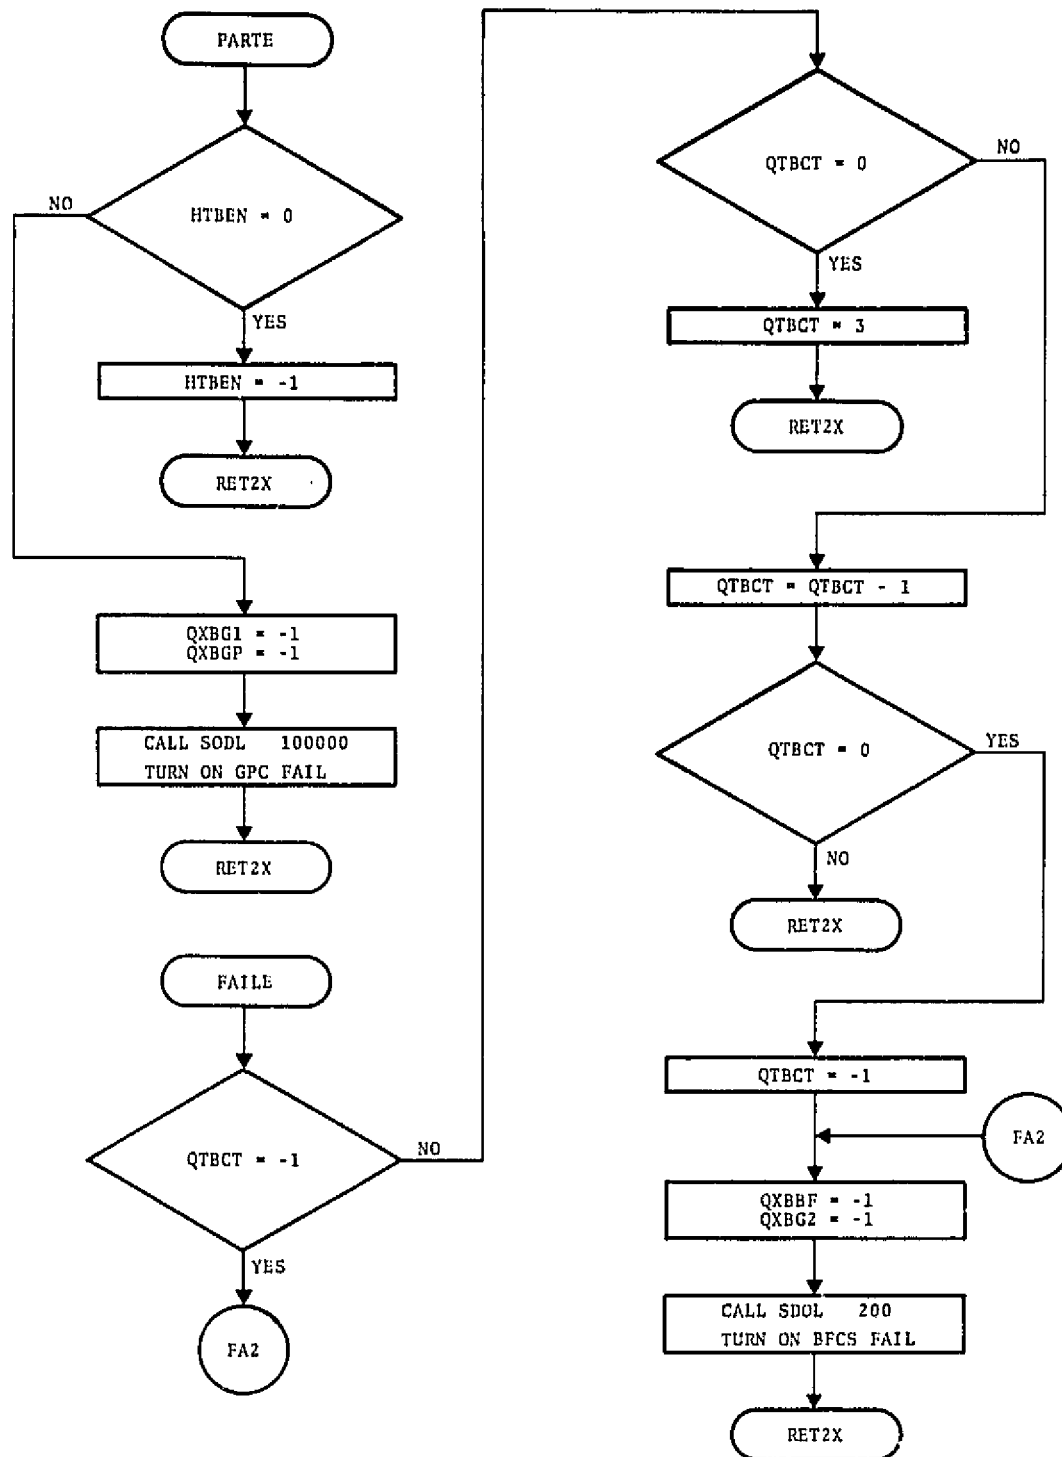 PARTE
HTBEN = 0
NO
YES
HTBEN = -1
RET2X
QXBG1 = -1
QXBGP = -1
CALL SODL 100000
TURN ON GPC FAIL
RET2X
FAILE
QTBCT = -1
NO
YES
FA2
QTBCT = 0
NO
YES
QTBCT = 3
RET2X
QTBCT = QTBCT - 1
QTBCT = 0
YES
NO
RET2X
QTBCT = -1
FA2
QXBBF = -1
QXBG2 = -1
CALL SDOL 200
TURN ON BFCS FAIL
RET2X